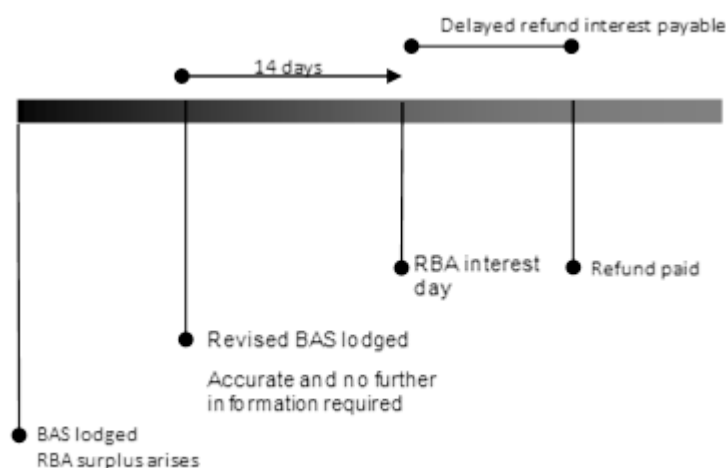 Delayed refund interest payable
14 days
RBA interest
day
Refund paid
Revised BAS lodged
Accurate and no further
information required
BAS lodged
RBA surplus arises